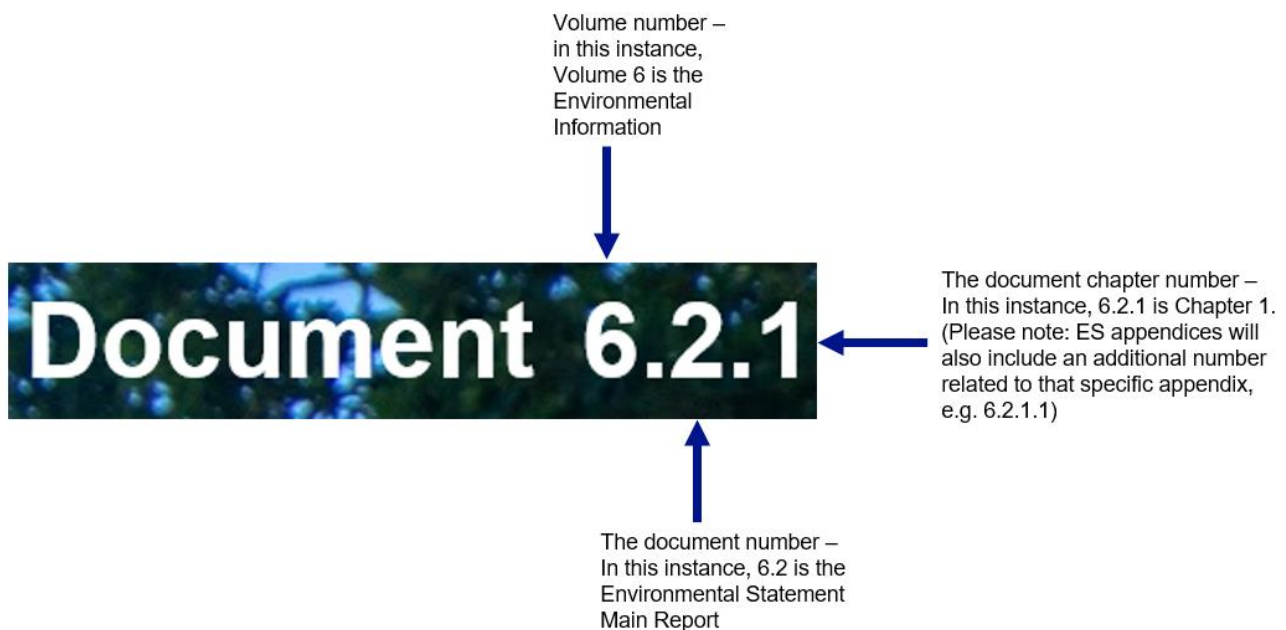 Volume number –
in this instance,
Volume 6 is the
Environmental
Information
Document 6.2.1
The document chapter number –
In this instance, 6.2.1 is Chapter 1.
(Please note: ES appendices will
also include an additional number
related to that specific appendix,
e.g. 6.2.1.1)
The document number –
In this instance, 6.2 is the
Environmental Statement
Main Report